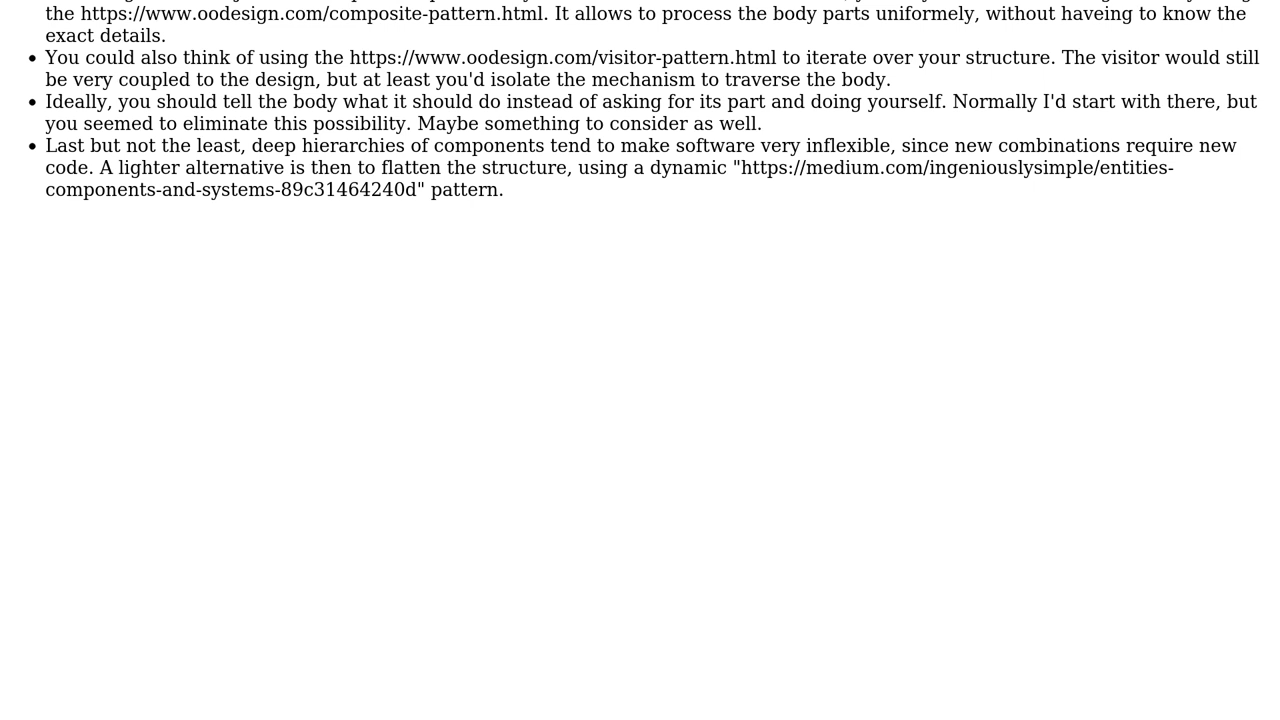 the https://www.oodesign.com/composite-pattern.html. It allows to process the body parts uniformely, without haveing to know the
exact details.
You could also think of using the https://www.oodesign.com/visitor-pattern.html to iterate over your structure. The visitor would still
be very coupled to the design, but at least you'd isolate the mechanism to traverse the body.
Ideally, you should tell the body what it should do instead of asking for its part and doing yourself. Normally I'd start with there, but
you seemed to eliminate this possibility. Maybe something to consider as well.
Last but not the least, deep hierarchies of components tend to make software very inflexible, since new combinations require new
code. A lighter alternative is then to flatten the structure, using a dynamic "https://medium.com/ingeniouslysimple/entities-
components-and-systems-89c31464240d" pattern.